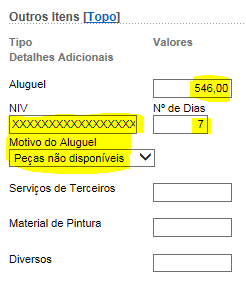 Outros Itens [Topo]
Tipo Valores
Detalhes Adicionais
Aluguel 546,00
NIV Nº de Dias
XXXXXXXXXXXXXXXXX 7
Motivo do Aluguel
Peças não disponíveis
Serviços de Terceiros
Material de Pintura
Diversos